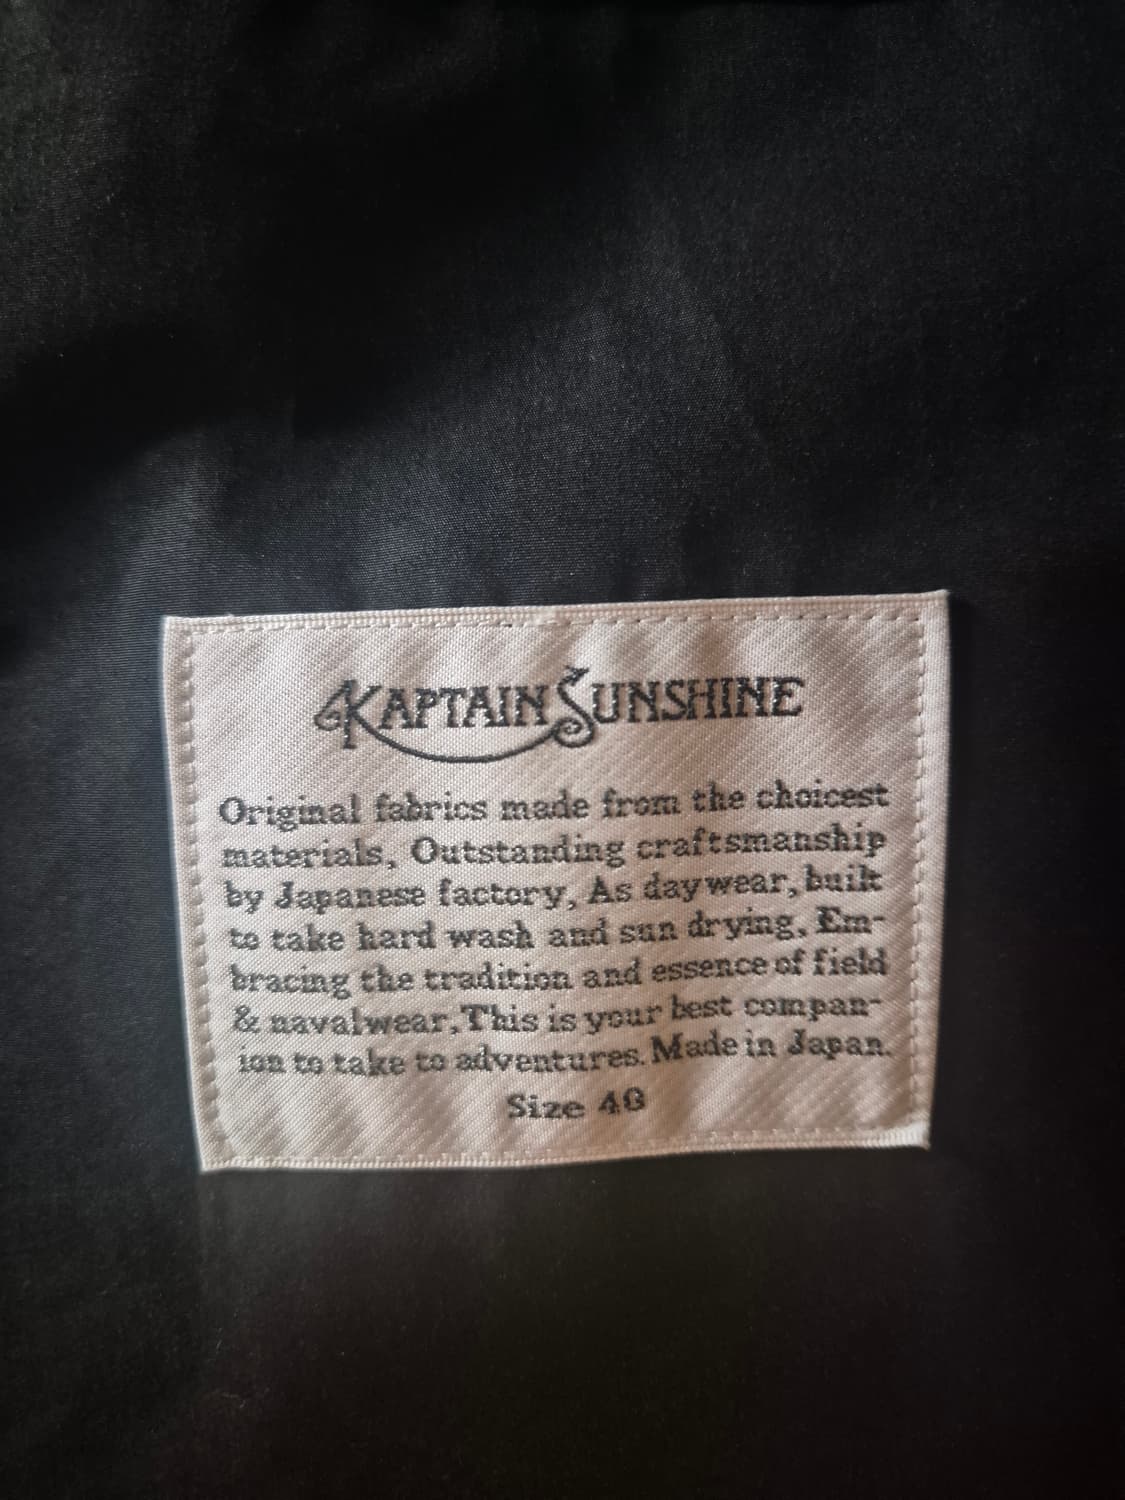 KAPTAIN SUNSHINE
Original fabrics made from the choicest
materials, Outstanding craftsmanship
by Japanese factory, As daywear, built
to take hard wash and sun drying, Em-
bracing the tradition and essence of field
& navalwear. This is your best compan-
ion to take to adventures. Made in Japan.
Size